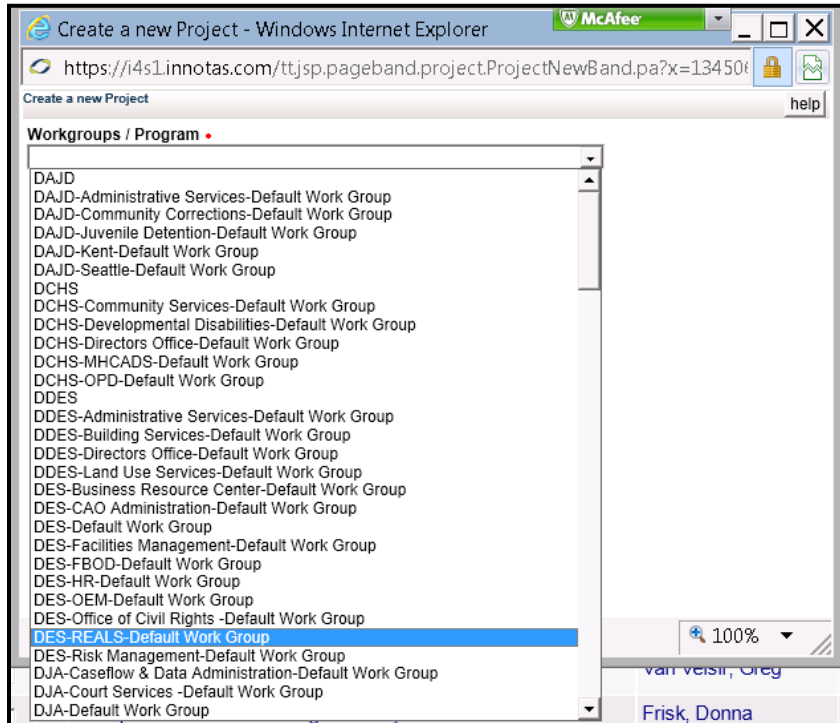 Create a new Project - Windows Internet Explorer
McAfee
https://i4s1.innotas.com/tt.jsp.pageband.project.ProjectNewBand.pa?x=134506
Create a new Project
help
Workgroups / Program
DAJD
DAJD-Administrative Services-Default Work Group
DAJD-Community Corrections-Default Work Group
DAJD-Juvenile Detention-Default Work Group
DAJD-Kent-Default Work Group
DAJD-Seattle-Default Work Group
DCHS
DCHS-Community Services-Default Work Group
DCHS-Developmental Disabilities-Default Work Group
DCHS-Directors Office-Default Work Group
DCHS-MHCADS-Default Work Group
DCHS-OPD-Default Work Group
DDES
DDES-Administrative Services-Default Work Group
DDES-Building Services-Default Work Group
DDES-Directors Office-Default Work Group
DDES-Land Use Services-Default Work Group
DES-Business Resource Center-Default Work Group
DES-CAO Administration-Default Work Group
DES-Default Work Group
DES-Facilities Management-Default Work Group
DES-FBOD-Default Work Group
DES-HR-Default Work Group
DES-OEM-Default Work Group
DES-Office of Civil Rights -Default Work Group
DES-REALS-Default Work Group
100%
DES-Risk Management-Default Work Group
DJA-Caseflow & Data Administration-Default Work Group
DJA-Court Services -Default Work Group
DJA-Default Work Group
Frisk, Donna